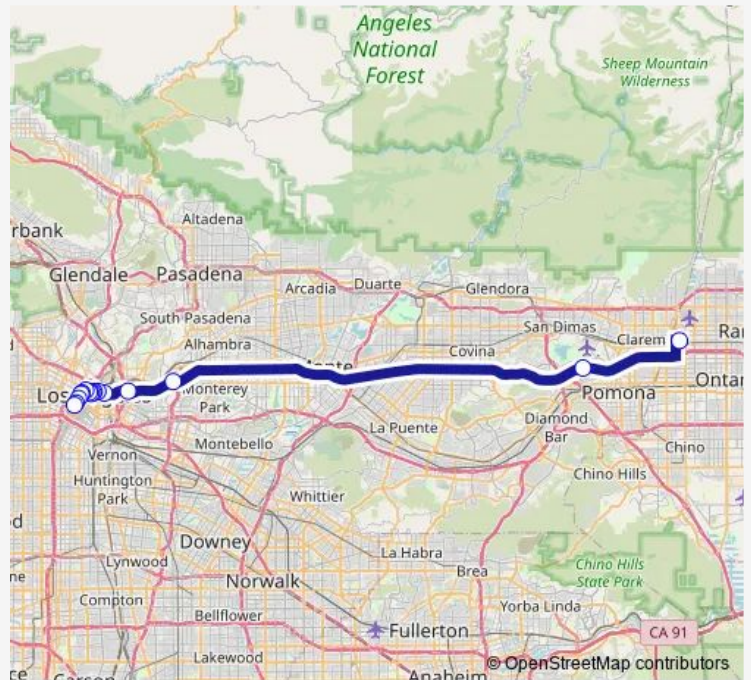 Angeles
National
Forest
Sheep Mountain
Wilderness
Altadena
rbank
Glendale
Pasadena
Arcadia
Duarte
Glendora
South Pasadena
San Dimas
Clarem
Ra
Alhambra
Covina
Los
Monterey
Park
Pomona
Ontar
La Puente
Diamond
Bar
Vernon
Montebello
Chino
Huntington
Park
Chino Hills
Whittier
Downey
La Habra
Brea
Chino Hills
State Park
Lynwood
Norwalk
Compton
Yorba Linda
Bellflower
Fullerton
CA 91
Lakewood
© OpenStreetMap contributors